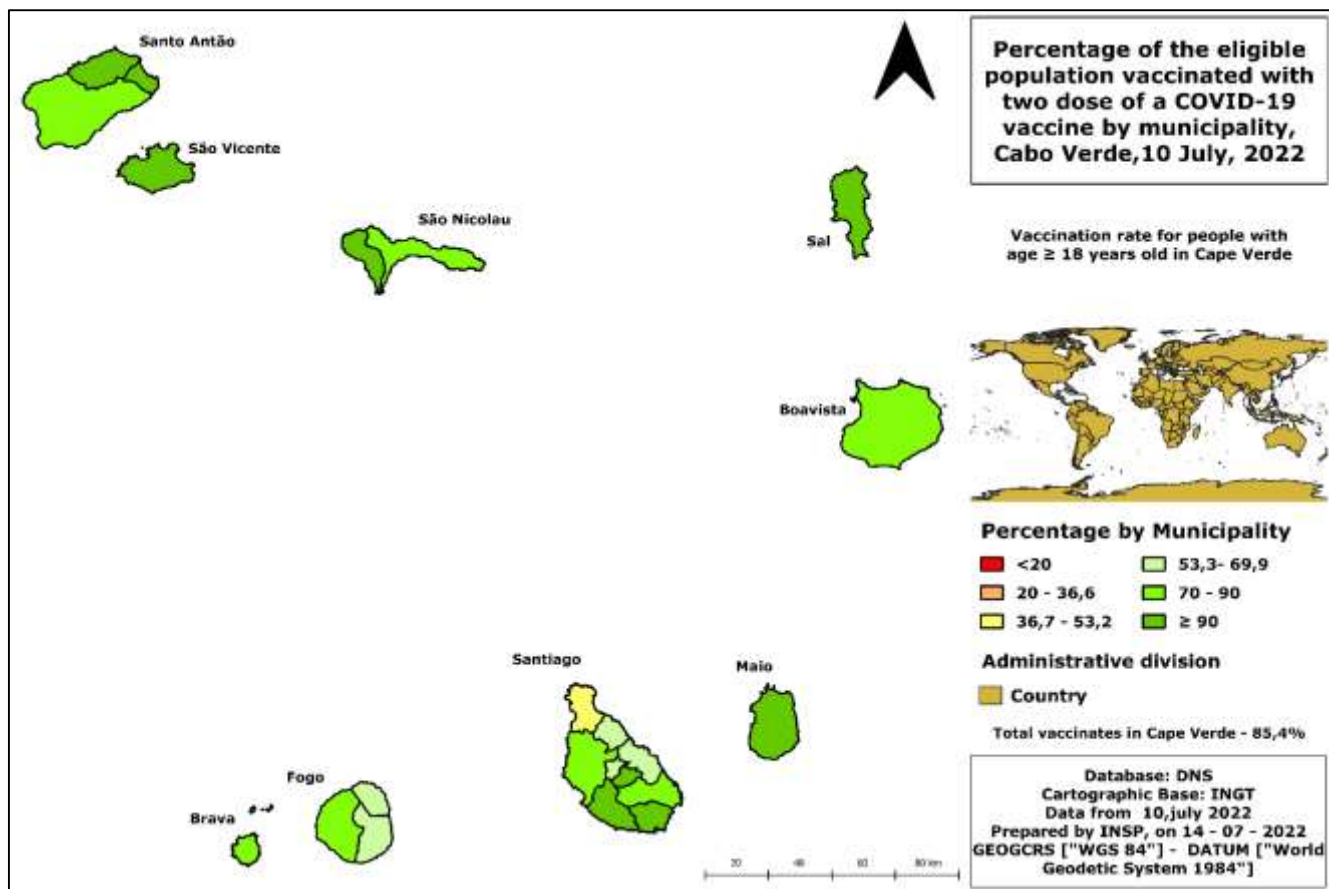 Santo Antão
São Vicente
São Nicolau
Sal
Boavista
Santiago
Maio
Fogo
Brava
20 40 60 80 km
Percentage of the eligible
population vaccinated with
two dose of a COVID-19
vaccine by municipality,
Cabo Verde,10 July, 2022
Vaccination rate for people with
age ≥ 18 years old in Cape Verde
Percentage by Municipality
<20
20 - 36,6
36,7 - 53,2
53,3- 69,9
70 - 90
≥ 90
Administrative division
Country
Total vaccinates in Cape Verde - 85,4%
Database: DNS
Cartographic Base: INGT
Data from 10,july 2022
Prepared by INSP, on 14 - 07 - 2022
GEOGCRS ["WGS 84"] - DATUM ["World
Geodetic System 1984"]